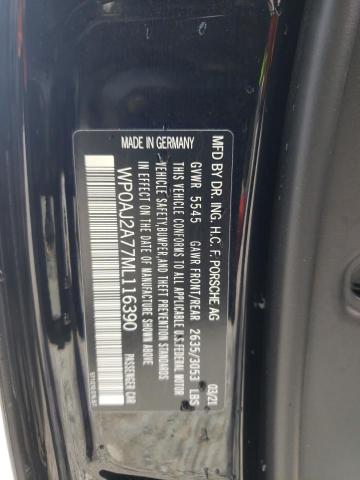 MFD BY DR. ING. H.C. F. PORSCHE AG 03/21
GVWR 5545 GAWR FRONT/REAR 2635/3053 LBS
THIS VEHICLE CONFORMS TO ALL APPLICABLE U.S. FEDERAL MOTOR
VEHICLE SAFETY, BUMPER, AND THEFT PREVENTION STANDARDS
IN EFFECT ON THE DATE OF MANUFACTURE SHOWN ABOVE.
WP0AJ2A77ML116390 PASSENGER CAR
MADE IN GERMANY